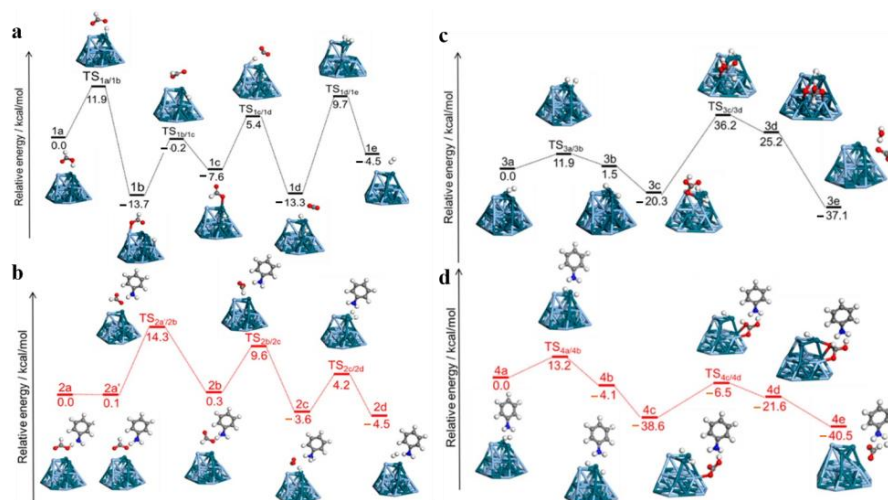 a
Relative energy / kcal/mol
1a
0.0
TS1a/1b
11.9
1b
−13.7
TS1b/1c
−0.2
1c
−7.6
TS1c/1d
5.4
1d
−13.3
TS1d/1e
9.7
1e
−4.5
b
Relative energy / kcal/mol
2a
0.0
2a'
0.1
TS2a'/2b
14.3
2b
0.3
TS2b/2c
9.6
2c
−3.6
TS2c/2d
4.2
2d
−4.5
c
Relative energy / kcal/mol
3a
0.0
TS3a/3b
11.9
3b
1.5
3c
−20.3
TS3c/3d
36.2
3d
25.2
3e
−37.1
d
Relative energy / kcal/mol
4a
0.0
TS4a/4b
13.2
4b
−4.1
4c
−38.6
TS4c/4d
−6.5
4d
−21.6
4e
−40.5